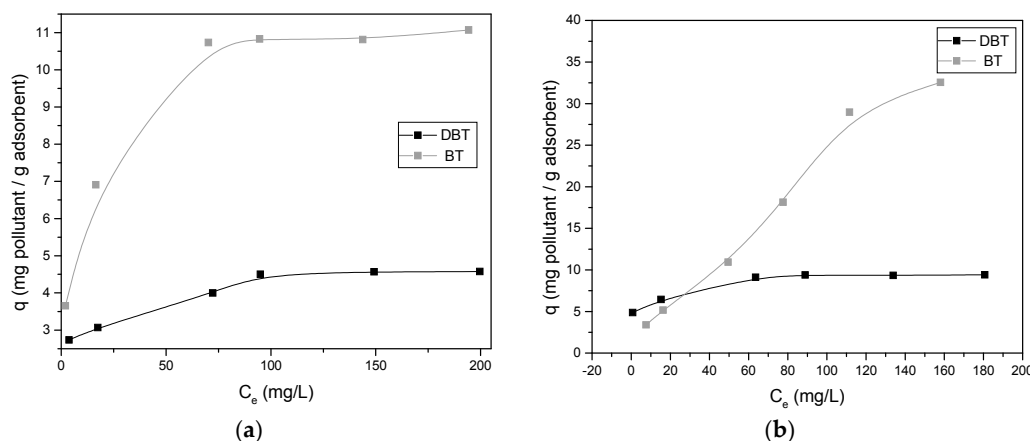 11
10
9
8
7
6
5
4
3
q (mg pollutant / g adsorbent)
DBT
BT
0 50 100 150 200
C_e (mg/L)
(a)
40
35
30
25
20
15
10
5
0
q (mg pollutant / g adsorbent)
DBT
BT
-20 0 20 40 60 80 100 120 140 160 180 200
C_e (mg/L)
(b)